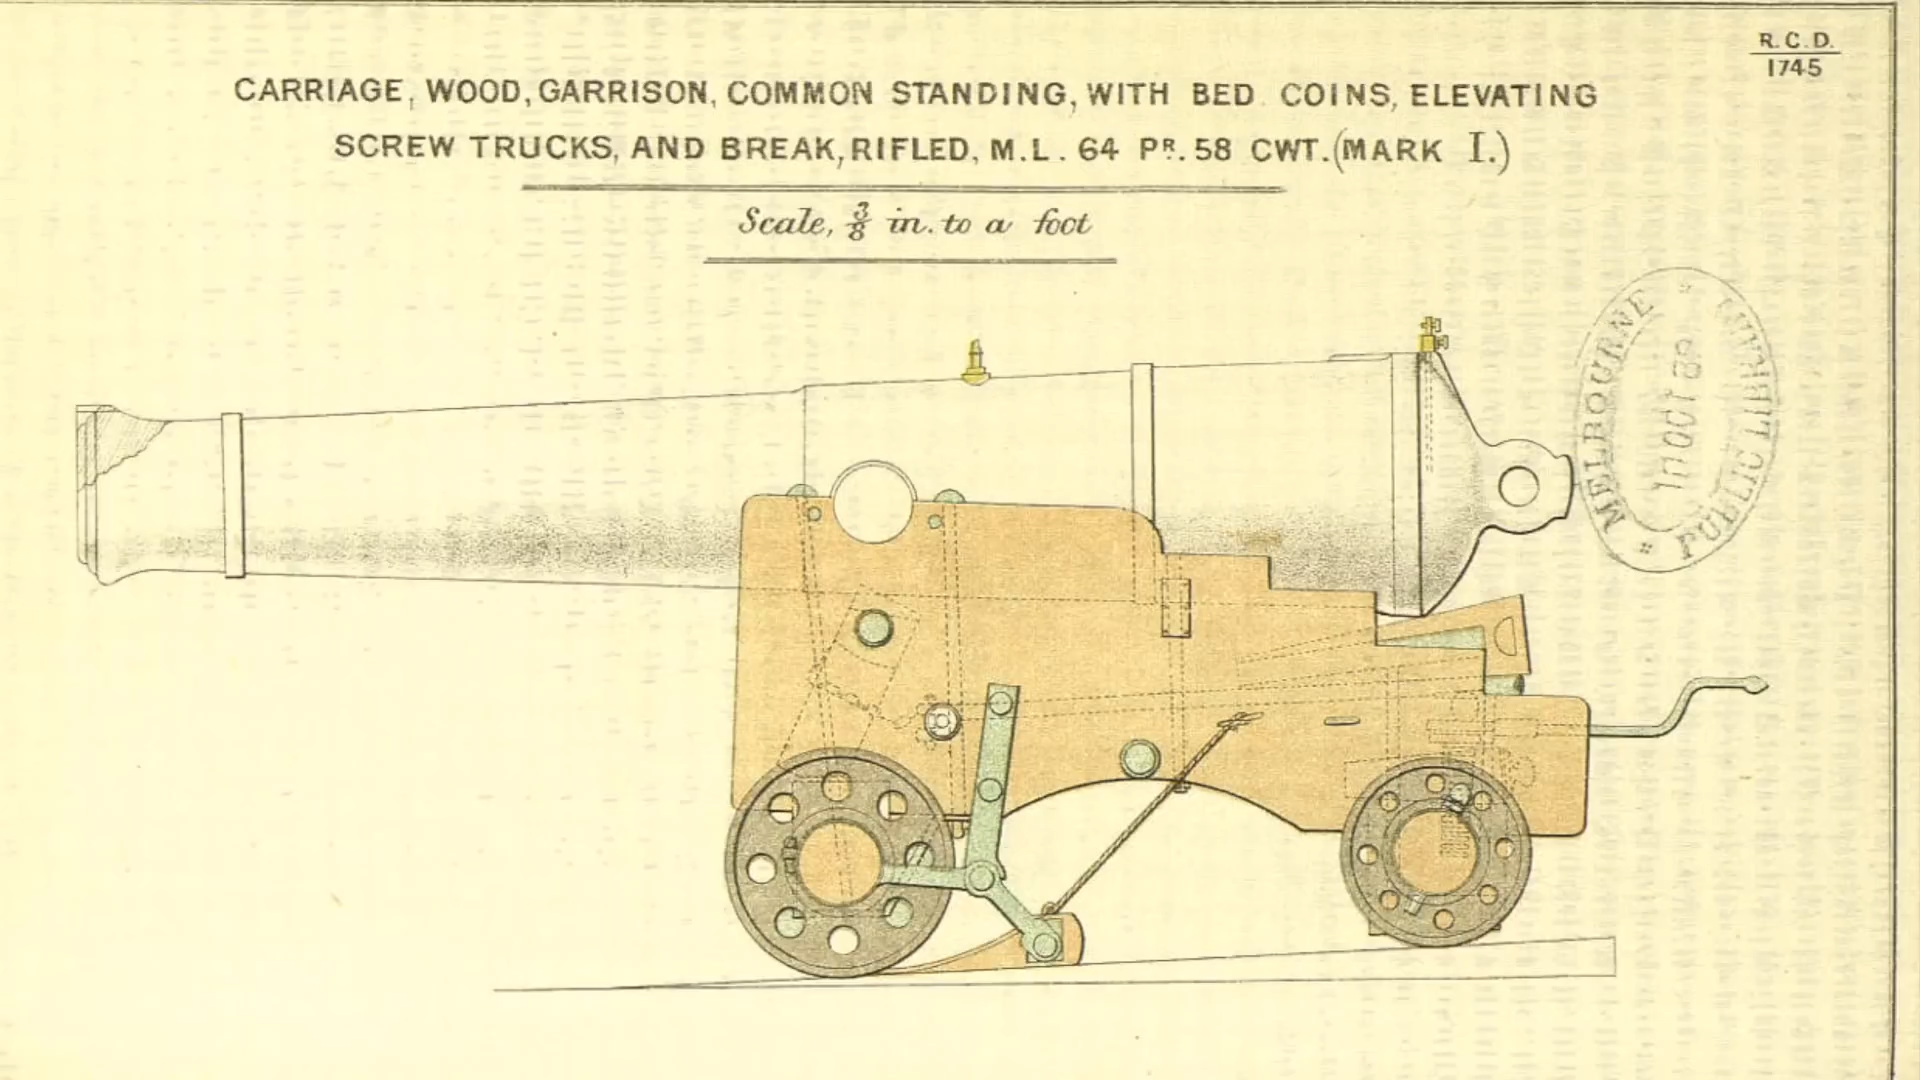 R.C.D.
1745
CARRIAGE, WOOD, GARRISON, COMMON STANDING, WITH BED COINS, ELEVATING
SCREW TRUCKS, AND BREAK, RIFLED, M.L. 64 PR. 58 CWT. (MARK I.)
Scale, 3/8 in. to a foot
MELBOURNE
PUBLIC LIBRARY